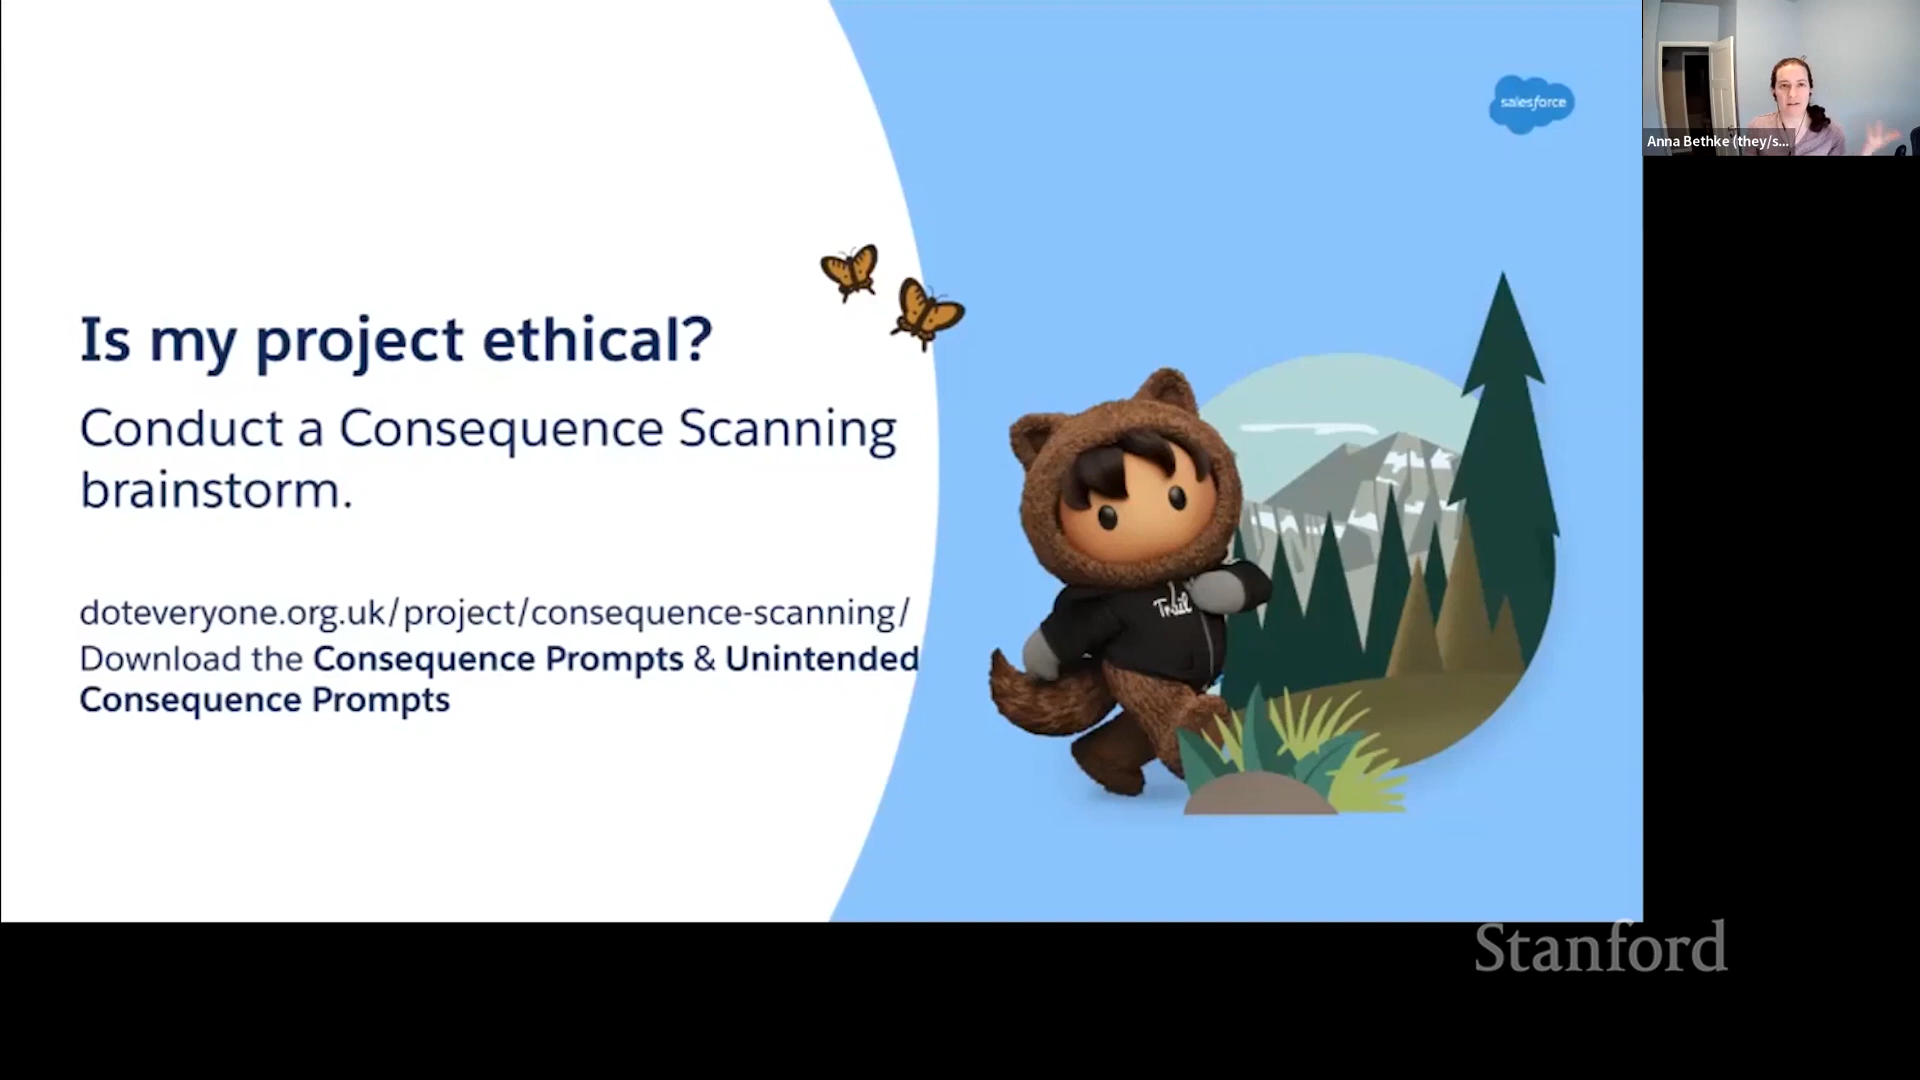 salesforce
Anna Bethke (they/s...
Is my project ethical?
Conduct a Consequence Scanning
brainstorm.
doteveryone.org.uk/project/consequence-scanning/
Download the Consequence Prompts & Unintended
Consequence Prompts
Trail
Stanford